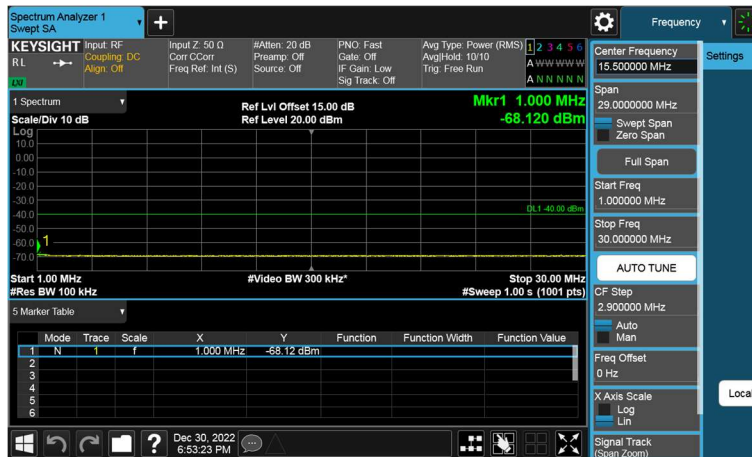 Spectrum Analyzer 1
Swept SA
+
Frequency
KEYSIGHT
RL
LXI
Input: RF
Coupling: DC
Align: Off
Input Z: 50 Ω
Corr CCorr
Freq Ref: Int (S)
#Atten: 20 dB
Preamp: Off
Source: Off
PNO: Fast
Gate: Off
IF Gain: Low
Sig Track: Off
Avg Type: Power (RMS)
Avg|Hold: 10/10
Trig: Free Run
1 2 3 4 5 6
A W W W W W
A N N N N N
1 Spectrum
Scale/Div 10 dB
Ref Lvl Offset 15.00 dB
Ref Level 20.00 dBm
Mkr1 1.000 MHz
-68.120 dBm
Log
10.0
0.00
-10.0
-20.0
-30.0
-40.0
-50.0
-60.0
-70.0
DL1 -40.00 dBm
1
Start 1.00 MHz
#Res BW 100 kHz
#Video BW 300 kHz*
Stop 30.00 MHz
#Sweep 1.00 s (1001 pts)
5 Marker Table
Mode Trace Scale X Y Function Function Width Function Value
1 N 1 f 1.000 MHz -68.12 dBm
2
3
4
5
6
Dec 30, 2022
6:53:23 PM
?
Center Frequency
15.500000 MHz
Settings
Span
29.0000000 MHz
Swept Span
Zero Span
Full Span
Start Freq
1.000000 MHz
Stop Freq
30.000000 MHz
AUTO TUNE
CF Step
2.900000 MHz
Auto
Man
Freq Offset
0 Hz
X Axis Scale
Log
Lin
Local
Signal Track
(Span Zoom)